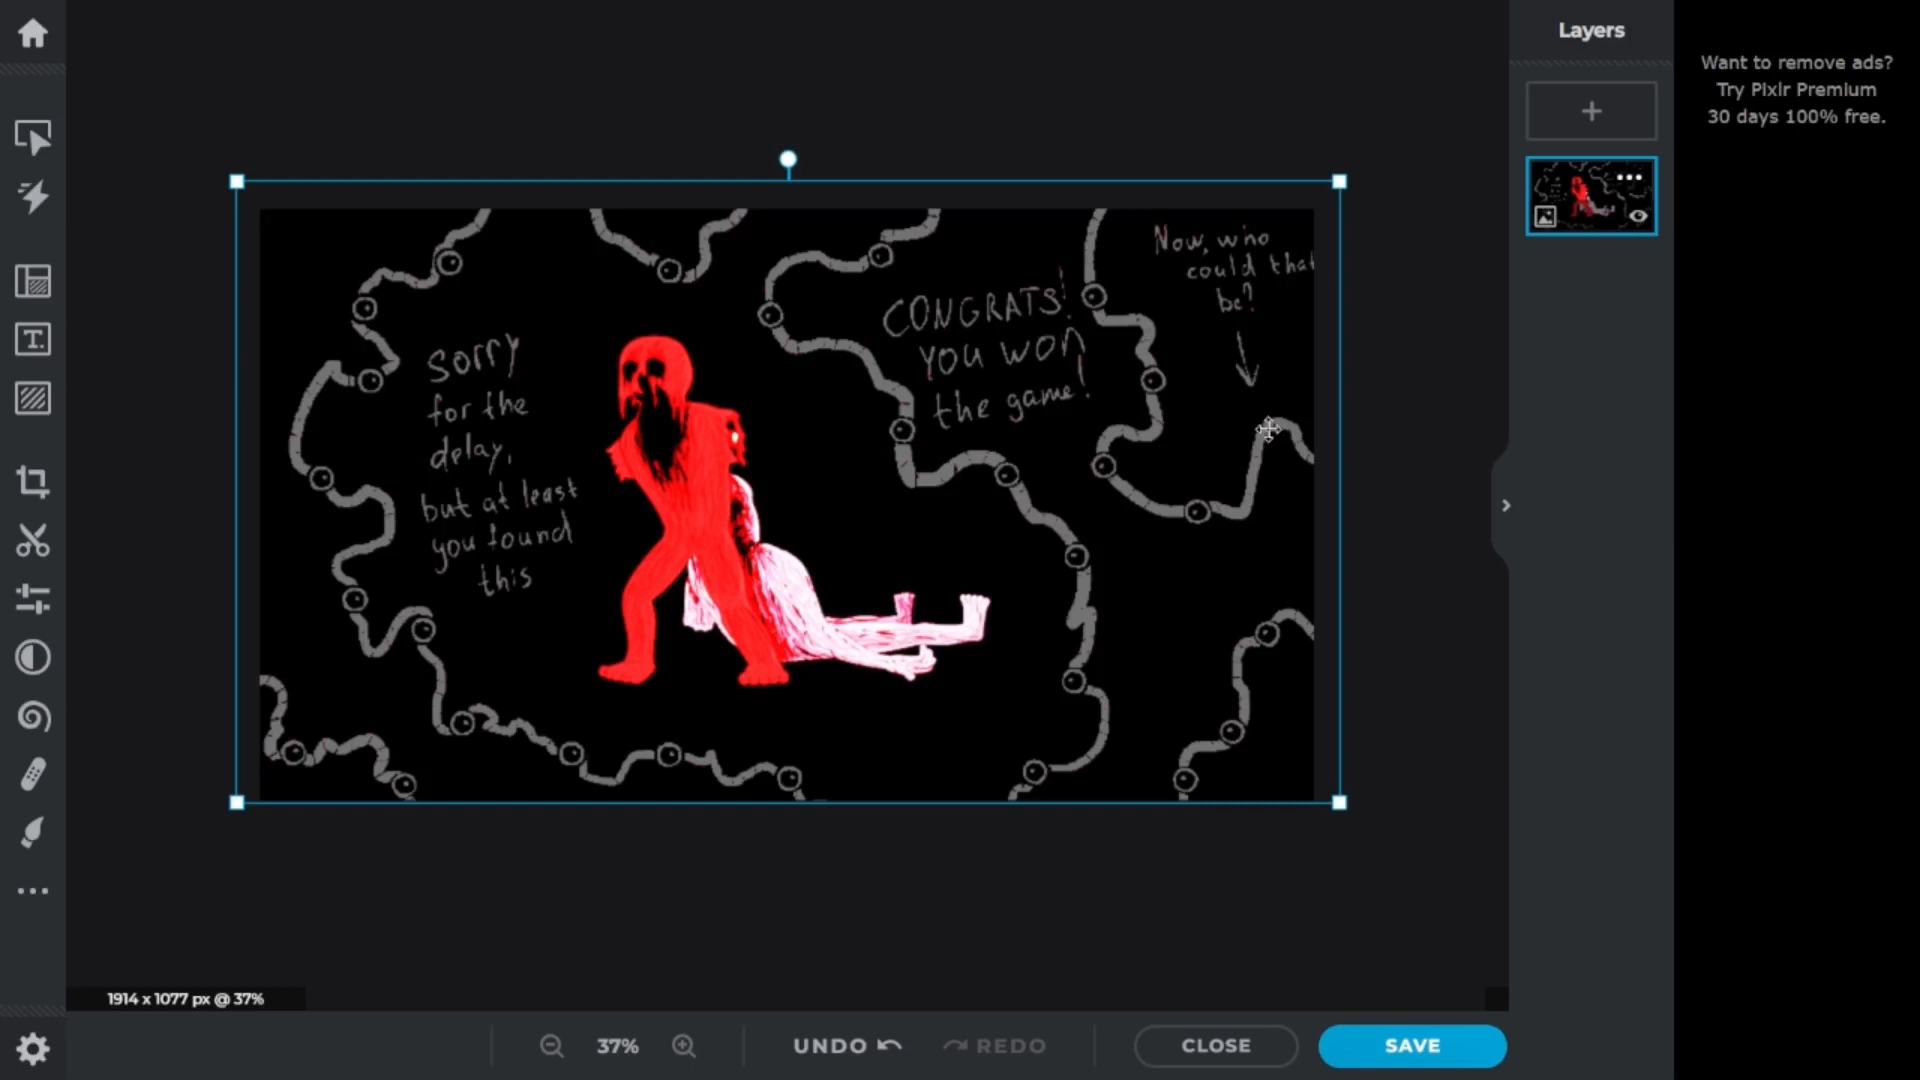 Layers
Want to remove ads?
Try Pixlr Premium
30 days 100% free.
Now, who
could that
be?
CONGRATS!
YOU WON
the game!
Sorry
for the
delay,
but at least
you found
this
1914 x 1077 px @ 37%
37%
UNDO
REDO
CLOSE
SAVE